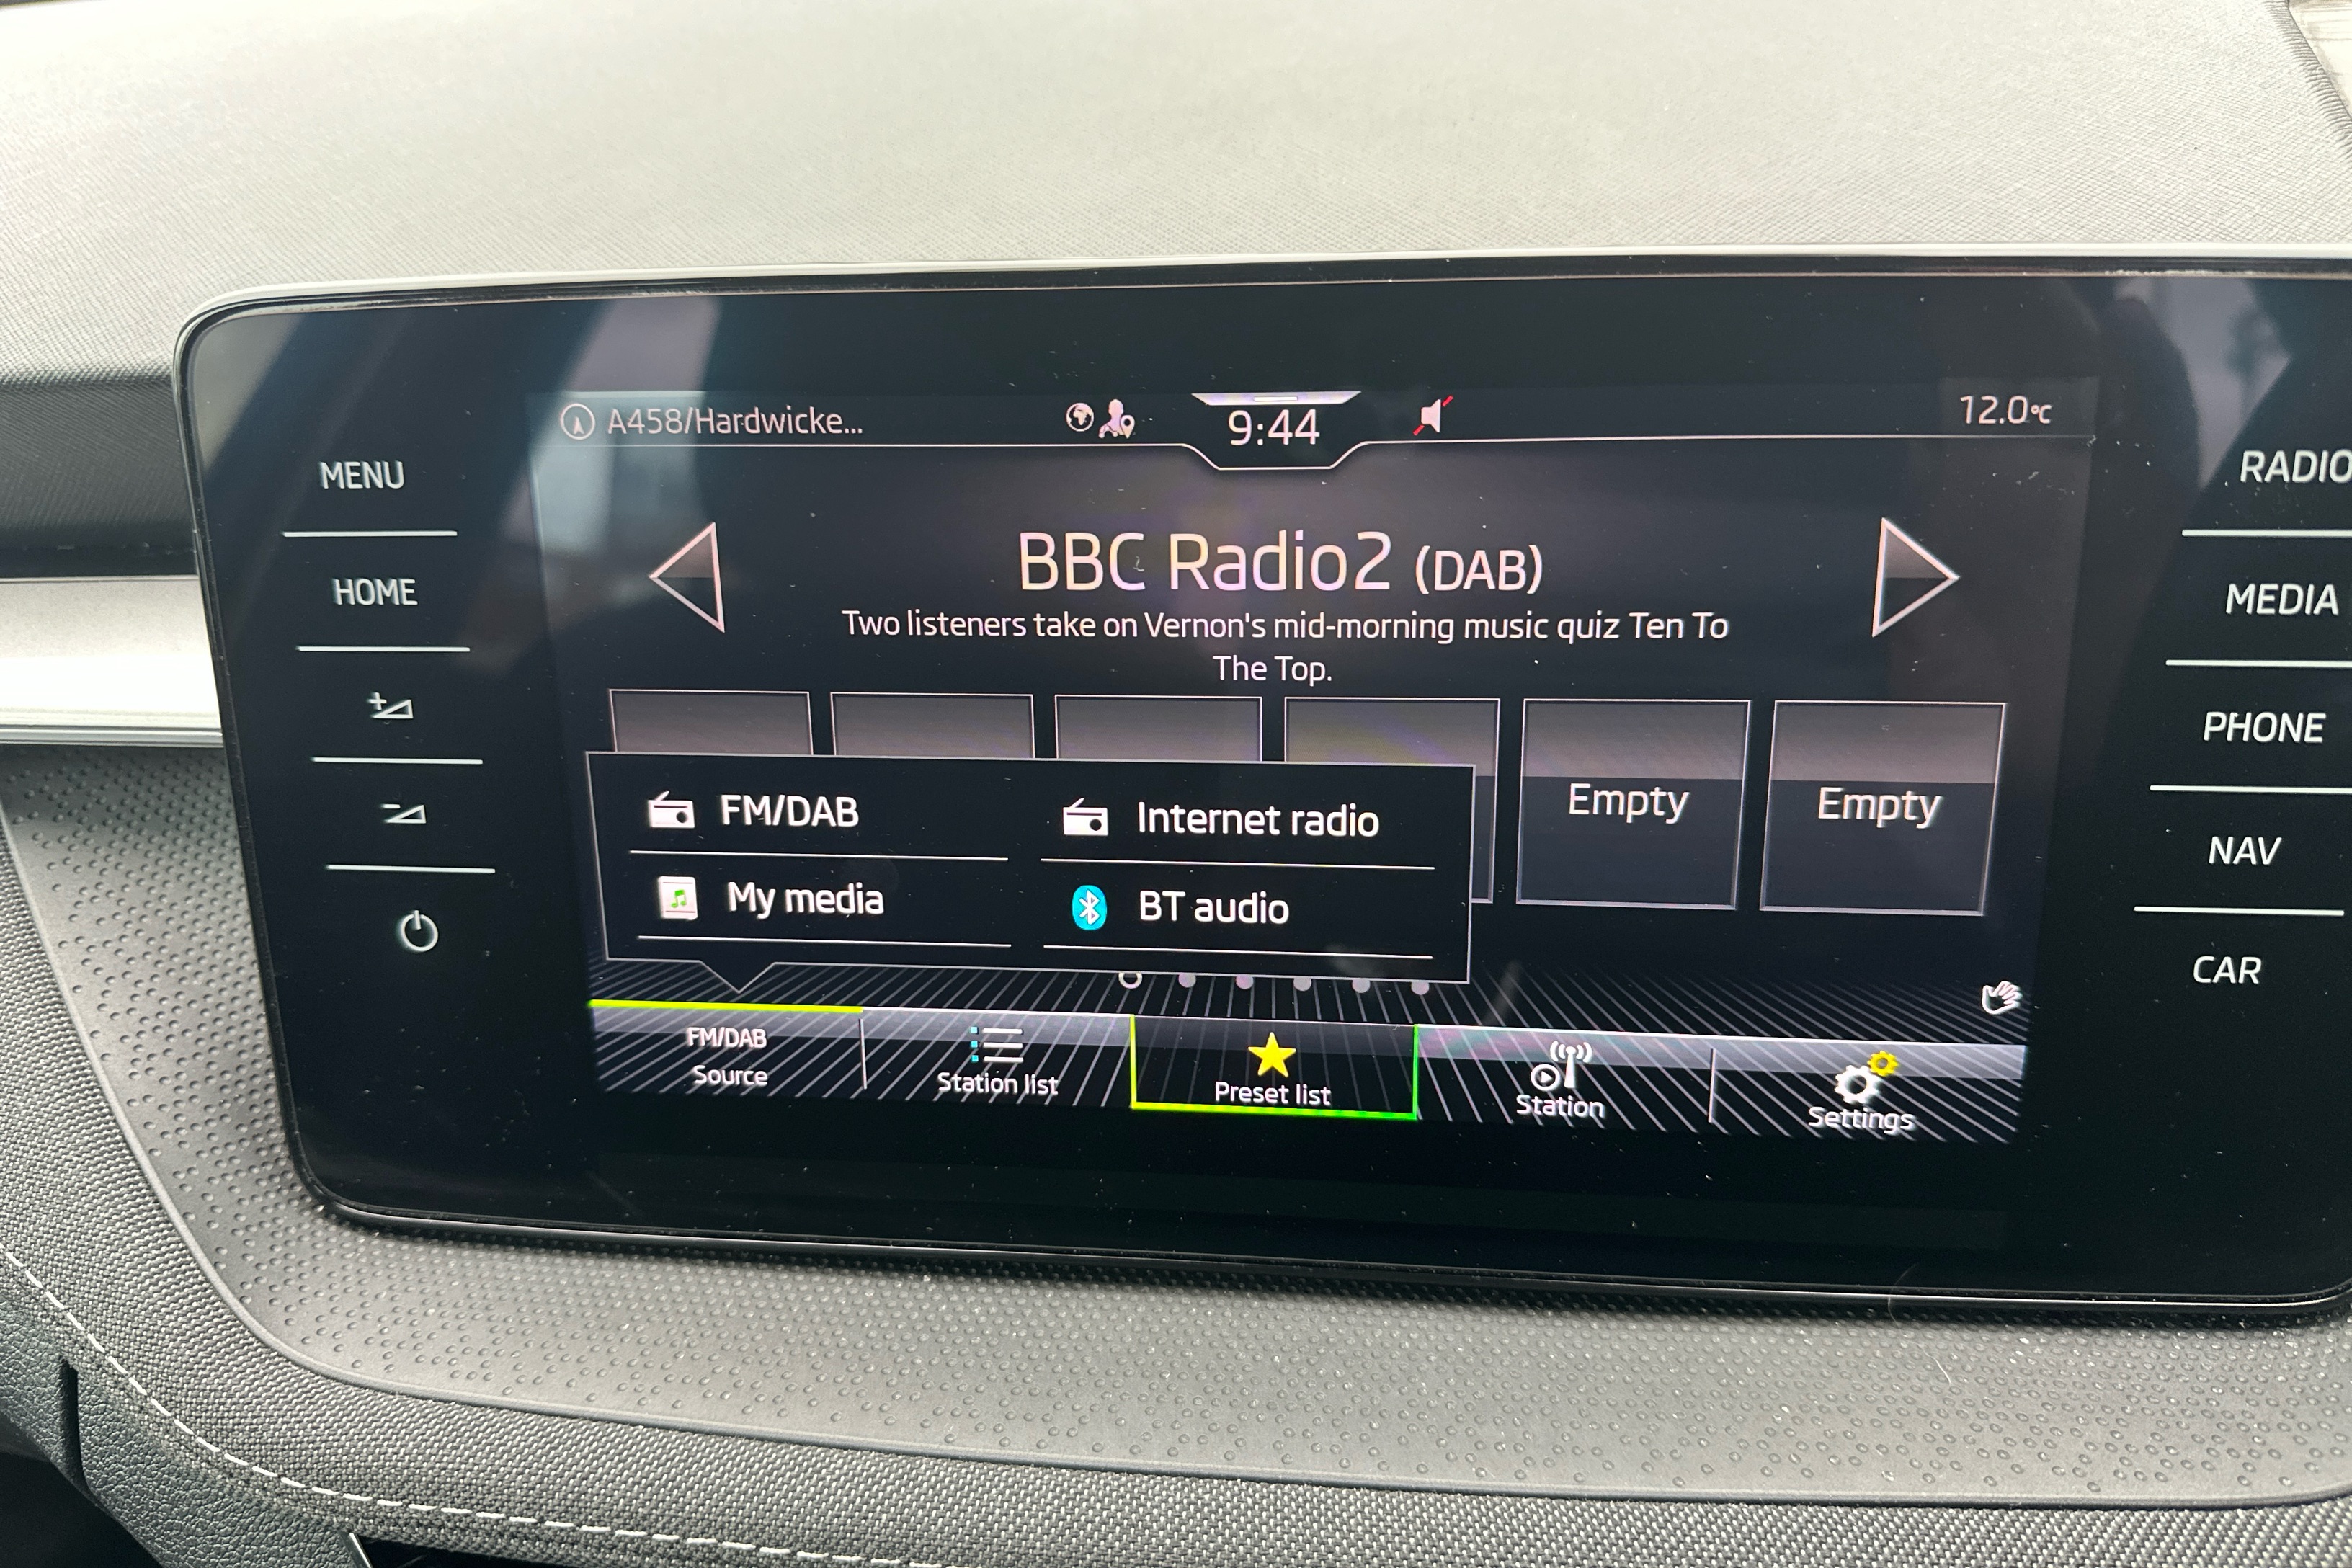 A458/Hardwicke...
9:44
12.0°C
MENU
HOME
BBC Radio2 (DAB)
Two listeners take on Vernon's mid-morning music quiz Ten To
The Top.
FM/DAB
Internet radio
My media
BT audio
Empty
Empty
FM/DAB
Source
Station list
Preset list
Station
Settings
RADIO
MEDIA
PHONE
NAV
CAR